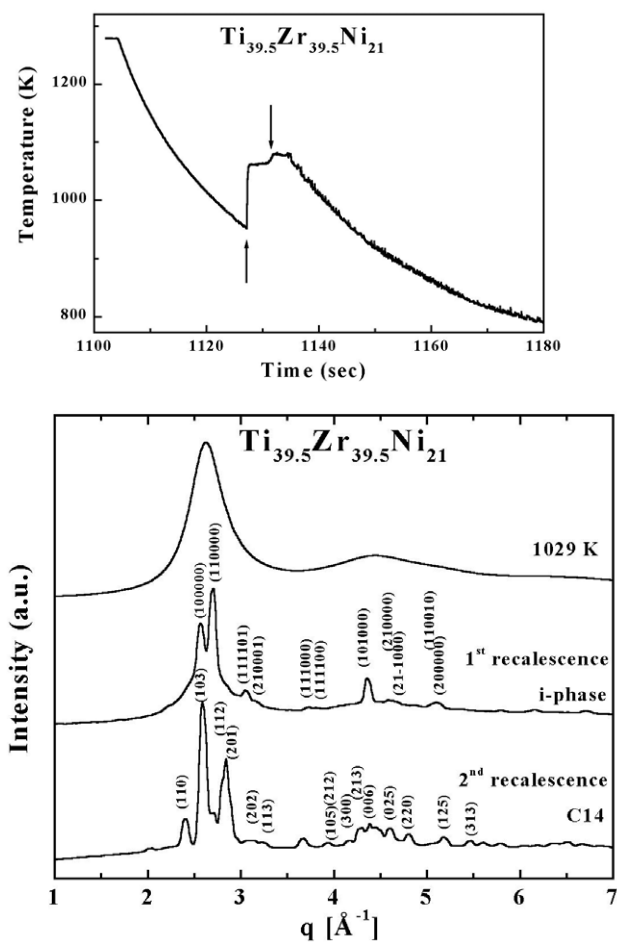 Ti39.5Zr39.5Ni21
Temperature (K)
1200
1000
800
1100 1120 1140 1160 1180
Time (sec)
Ti39.5Zr39.5Ni21
Intensity (a.u.)
1029 K
(100000)
(110000)
(111101)
(210001)
(111000)
(111100)
(101000)
(210000)
(21-1000)
(110010)
(200000)
1st recalescence
i-phase
(110)
(103)
(112)
(201)
(202)
(113)
(105)
(212)
(300)
(213)
(006)
(025)
(220)
(125)
(313)
2nd recalescence
C14
1 2 3 4 5 6 7
q [Å-1]